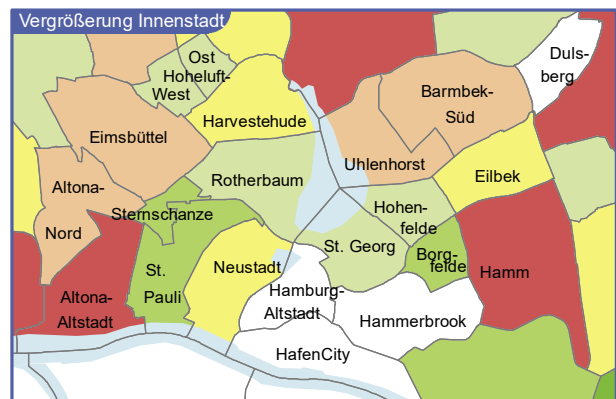 Vergrößerung Innenstadt
Ost
Hoheluft-
West
Duls-
berg
Barmbek-
Süd
Harvestehude
Eimsbüttel
Uhlenhorst
Eilbek
Rotherbaum
Altona-
Nord
Sternschanze
Hohen-
felde
St. Georg
Borg-
felde
Neustadt
St.
Pauli
Hamm
Altona-
Altstadt
Hamburg-
Altstadt
Hammerbrook
HafenCity